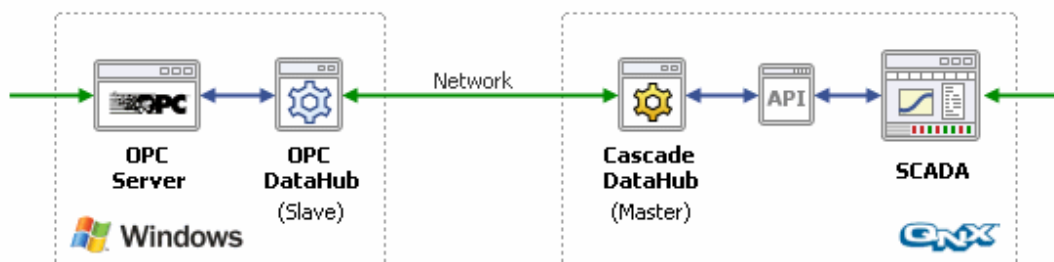 Network
OPC
API
OPC
Server
OPC
DataHub
(Slave)
Cascade
DataHub
(Master)
SCADA
Windows
QNX